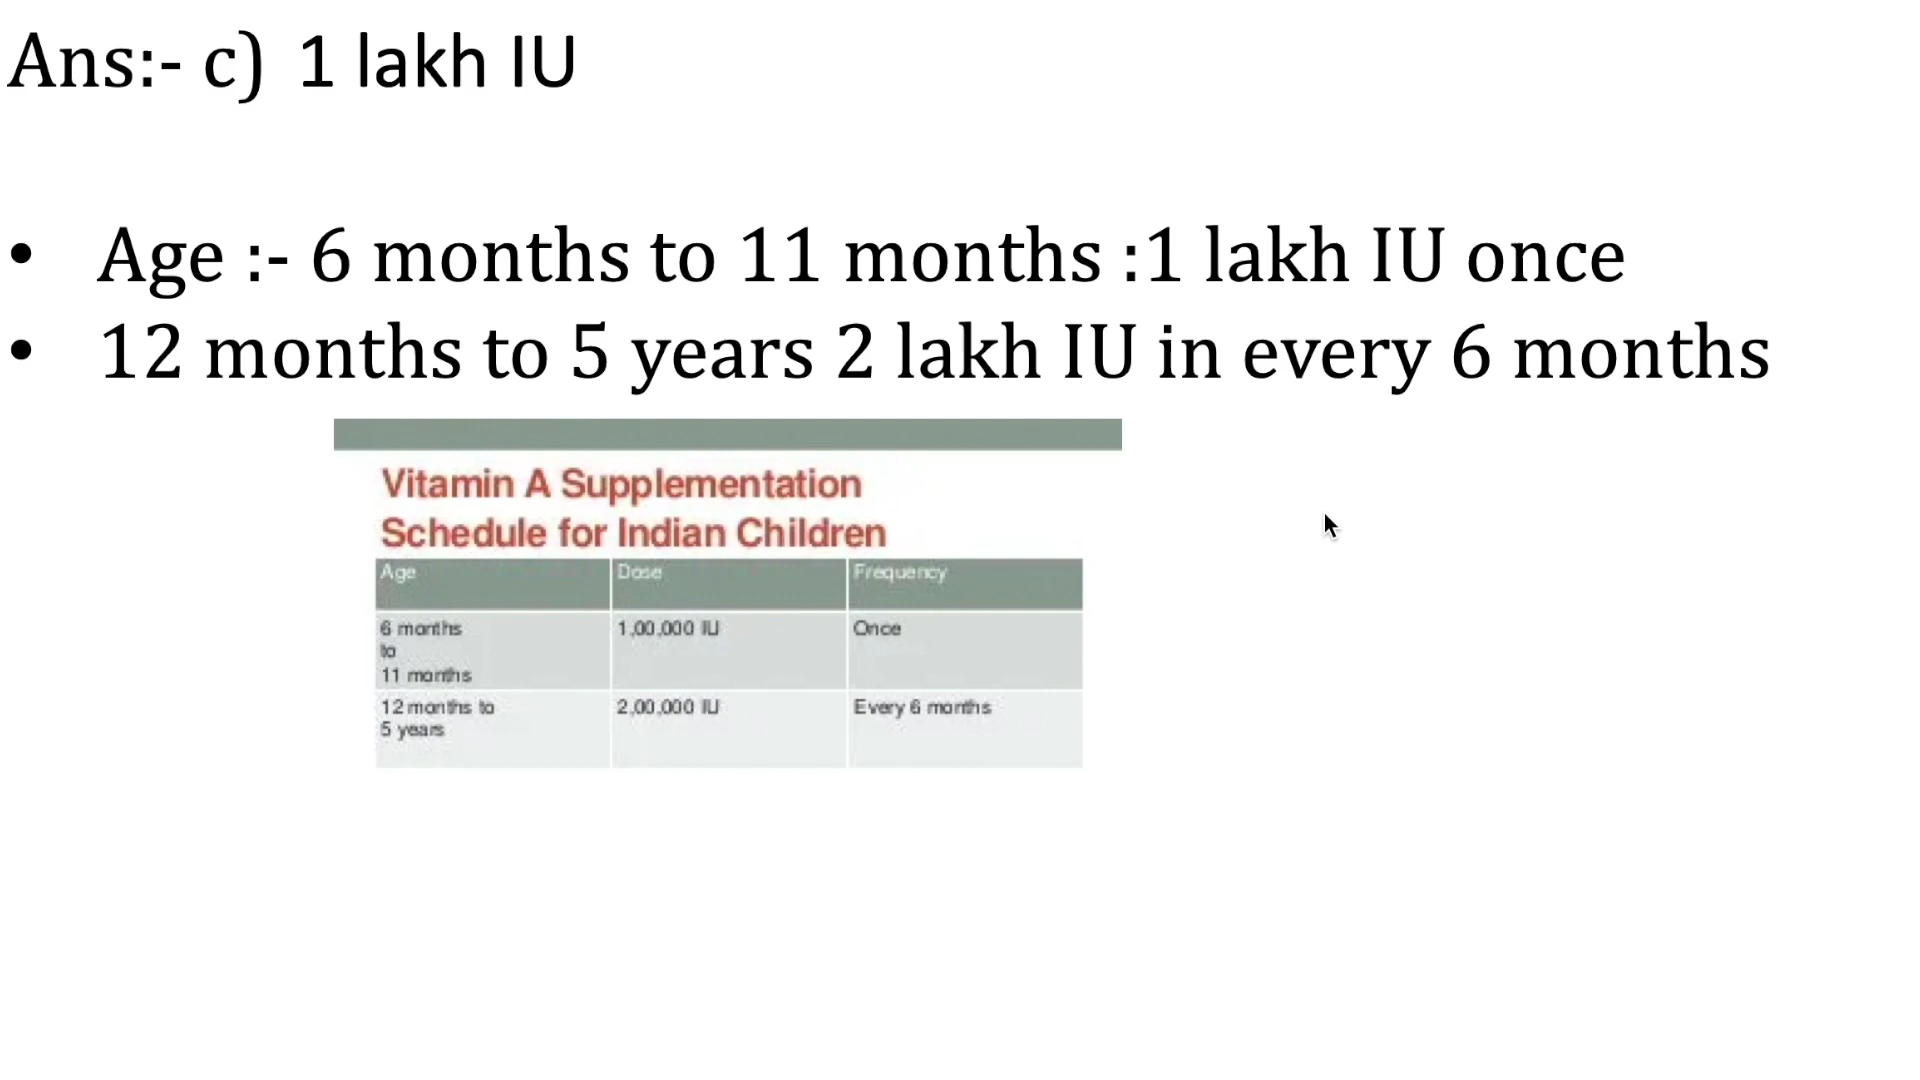 Ans:- c) 1 lakh IU
• Age :- 6 months to 11 months :1 lakh IU once
• 12 months to 5 years 2 lakh IU in every 6 months
Vitamin A Supplementation
Schedule for Indian Children
Age Dose Frequency
6 months 1,00,000 IU Once
to
11 months
12 months to 2,00,000 IU Every 6 months
5 years